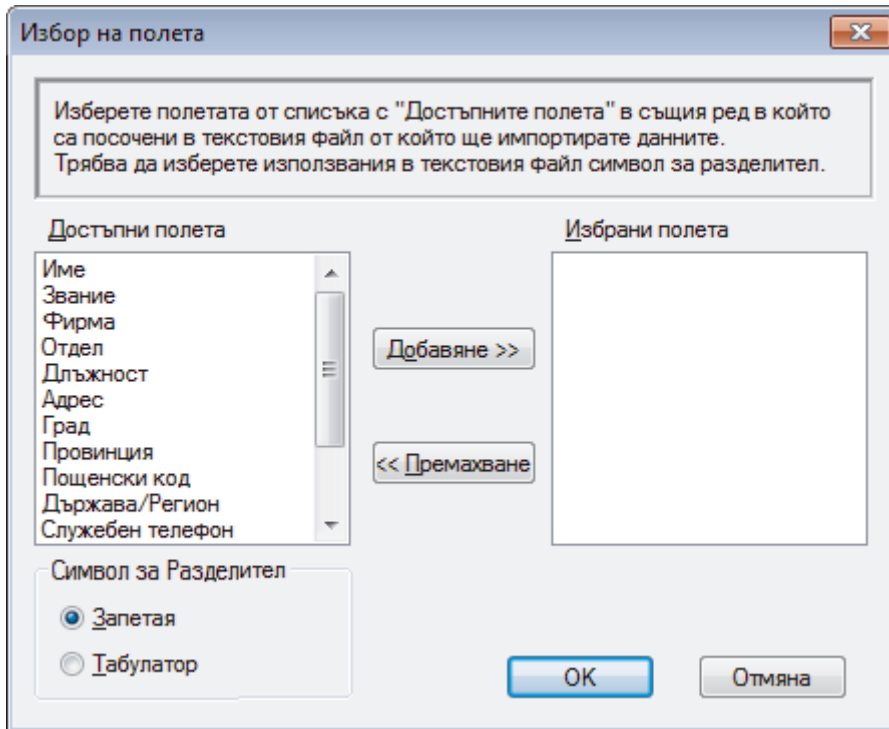 Избор на полета
Изберете полетата от списъка с "Достъпните полета" в същия ред в който
са посочени в текстовия файл от който ще импортирате данните.
Трябва да изберете използвания в текстовия файл символ за разделител.
Достъпни полета
Избрани полета
Име
Звание
Фирма
Отдел
Длъжност
Адрес
Град
Провинция
Пощенски код
Държава/Регион
Служебен телефон
Добавяне >>
<< Премахване
Символ за Разделител
Запетая
Табулатор
OK
Отмяна